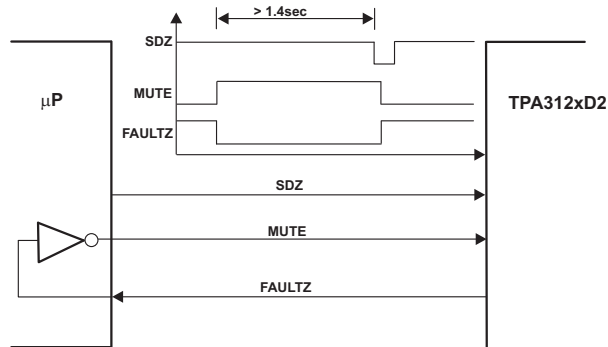 > 1.4sec
SDZ
MUTE
FAULTZ
µP
TPA312xD2
SDZ
MUTE
FAULTZ